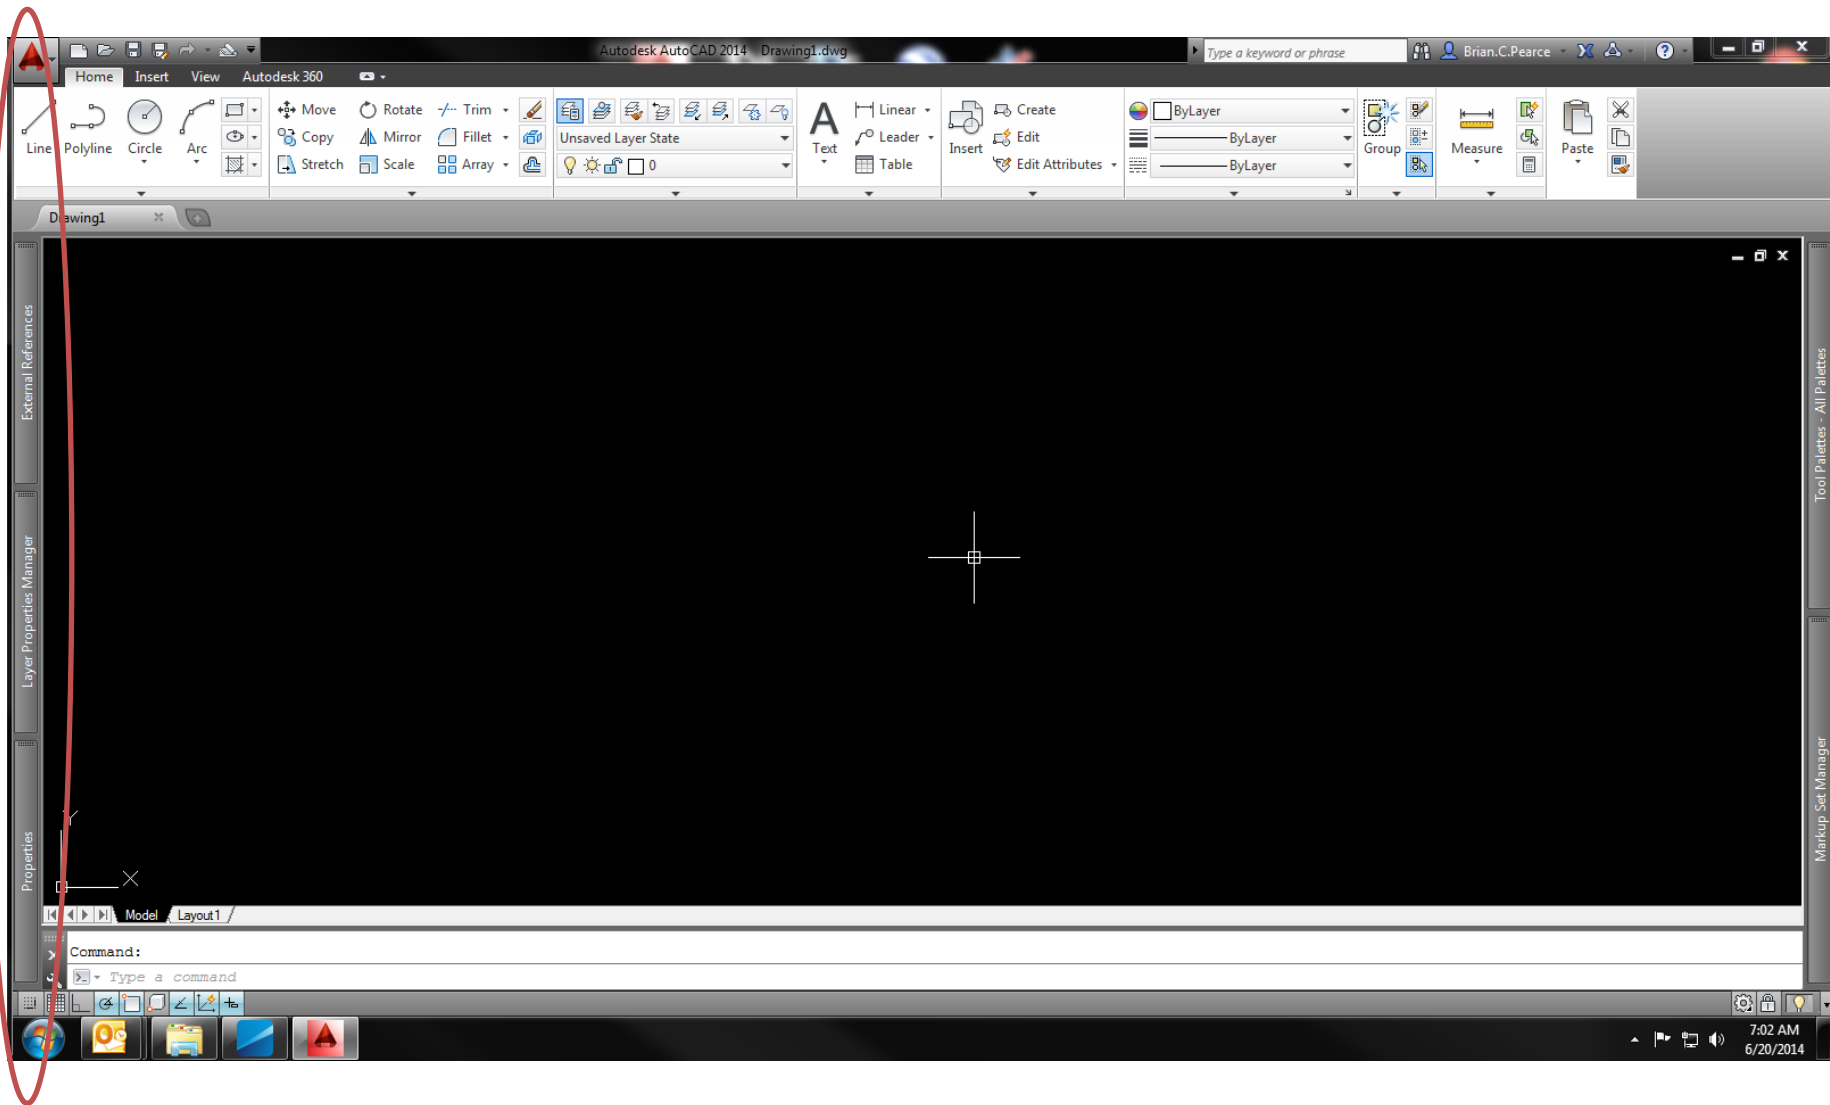 Autodesk AutoCAD 2014 Drawing1.dwg
Type a keyword or phrase
Brian.C.Pearce
Home Insert View Autodesk 360
Line Polyline Circle Arc
Move Rotate Trim
Copy Mirror Fillet
Stretch Scale Array
Unsaved Layer State
0
A
Text
Linear
Leader
Table
Insert
Create
Edit
Edit Attributes
ByLayer
ByLayer
ByLayer
Group
Measure
Paste
Drawing1
External References
Layer Properties Manager
Properties
Tool Palettes - All Palettes
Markup Set Manager
Y
X
Model Layout1
Command:
Type a command
7:02 AM
6/20/2014